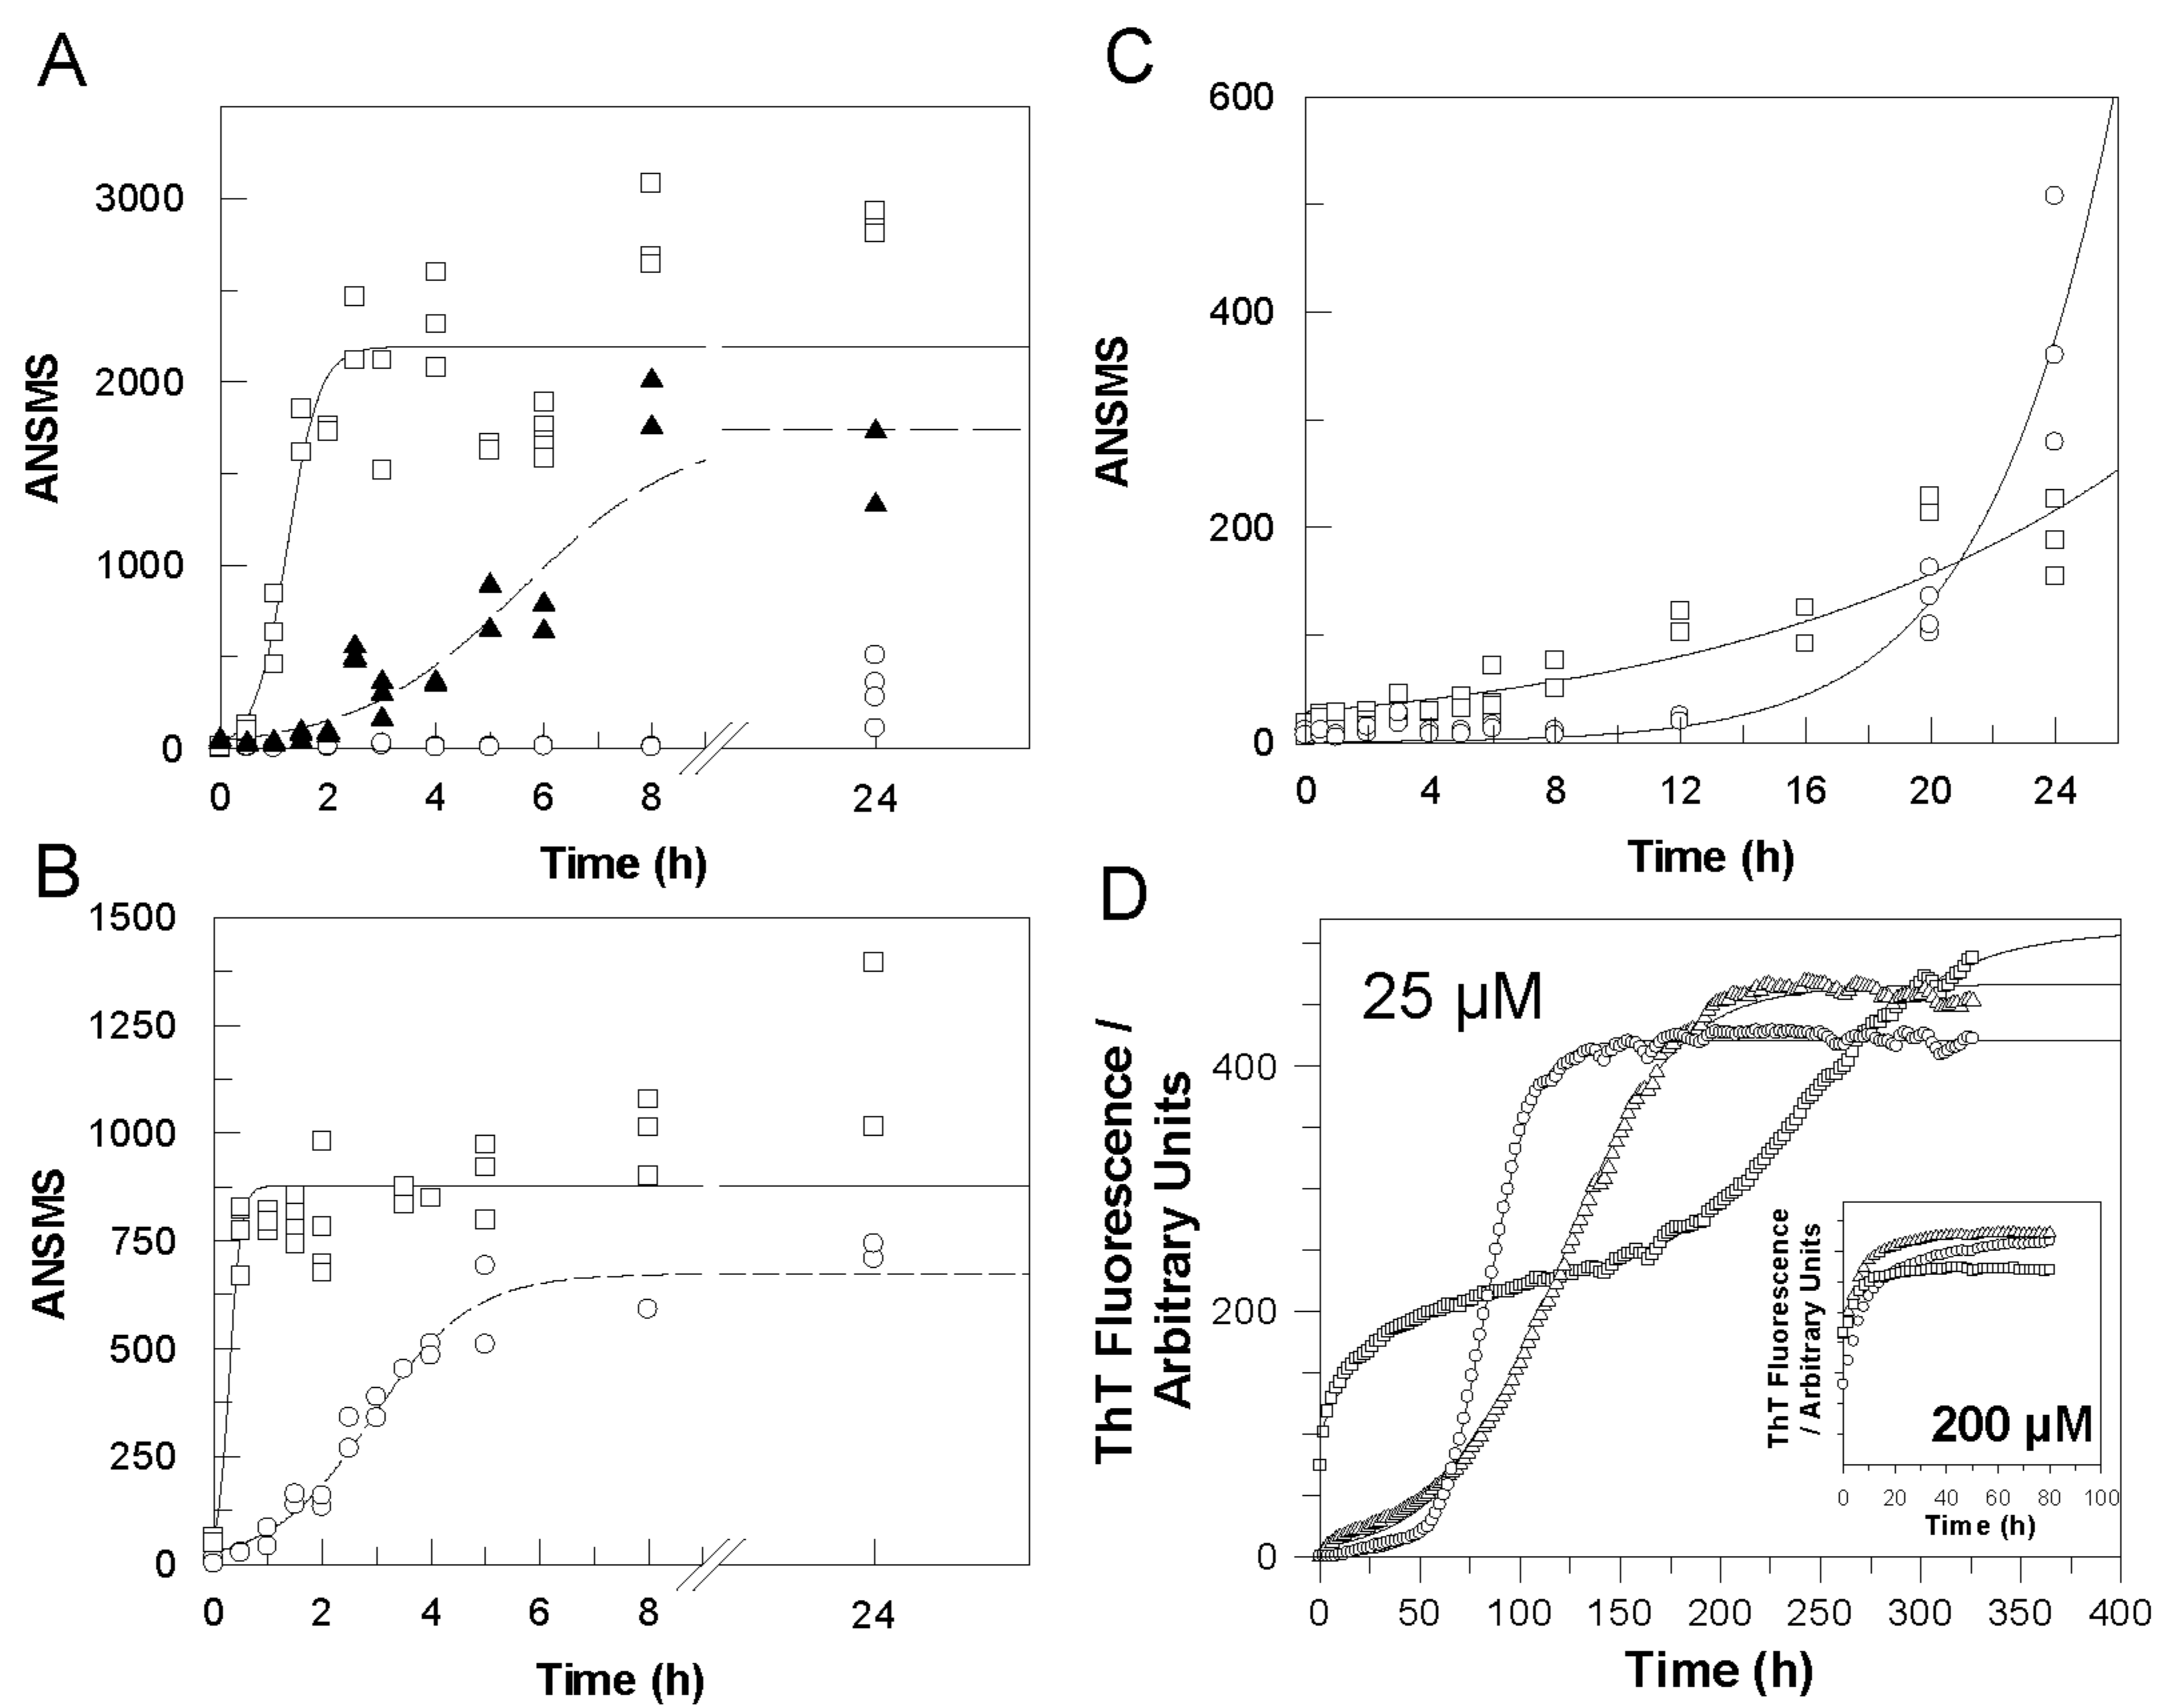 A
3000
2000
1000
0
ANSMS
0 2 4 6 8 24
Time (h)
B
1500
1250
1000
750
500
250
0
ANSMS
0 2 4 6 8 24
Time (h)
C
600
400
200
0
ANSMS
0 4 8 12 16 20 24
Time (h)
D
25 µM
400
200
0
ThT Fluorescence /
Arbitrary Units
0 50 100 150 200 250 300 350 400
Time (h)
ThT Fluorescence
/ Arbitrary Units
200 µM
0 20 40 60 80 100
Time (h)